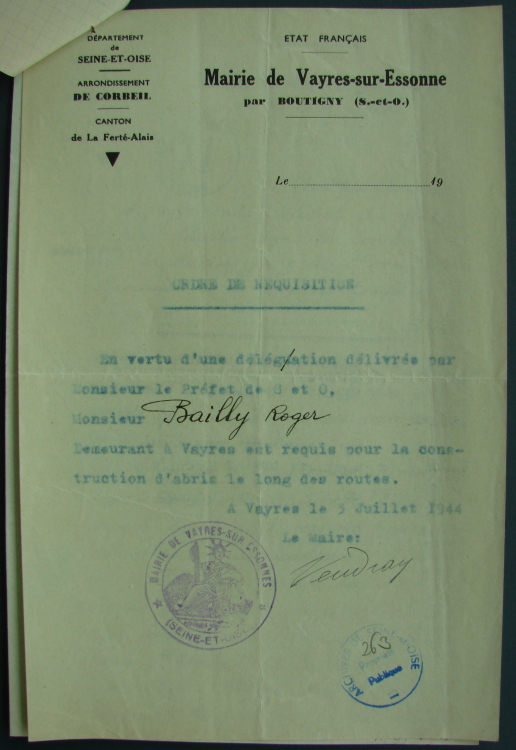 DÉPARTEMENT
de
SEINE-ET-OISE
ARRONDISSEMENT
DE CORBEIL
CANTON
de La Ferté-Alais
ETAT FRANÇAIS
Mairie de Vayres-sur-Essonne
par BOUTIGNY (S.-et-O.)
Le 19
ORDRE DE REQUISITION
En vertu d'une délégation délivrée par
Monsieur le Préfet de S et O,
Monsieur Bailly Roger
Demeurant à Vayres est requis pour la cons-
truction d'abris le long des routes.
A Vayres le 3 Juillet 1944
Le Maire:
MAIRIE DE VAYRES-SUR-ESSONNES
(SEINE-ET-OISE)
263
Publique